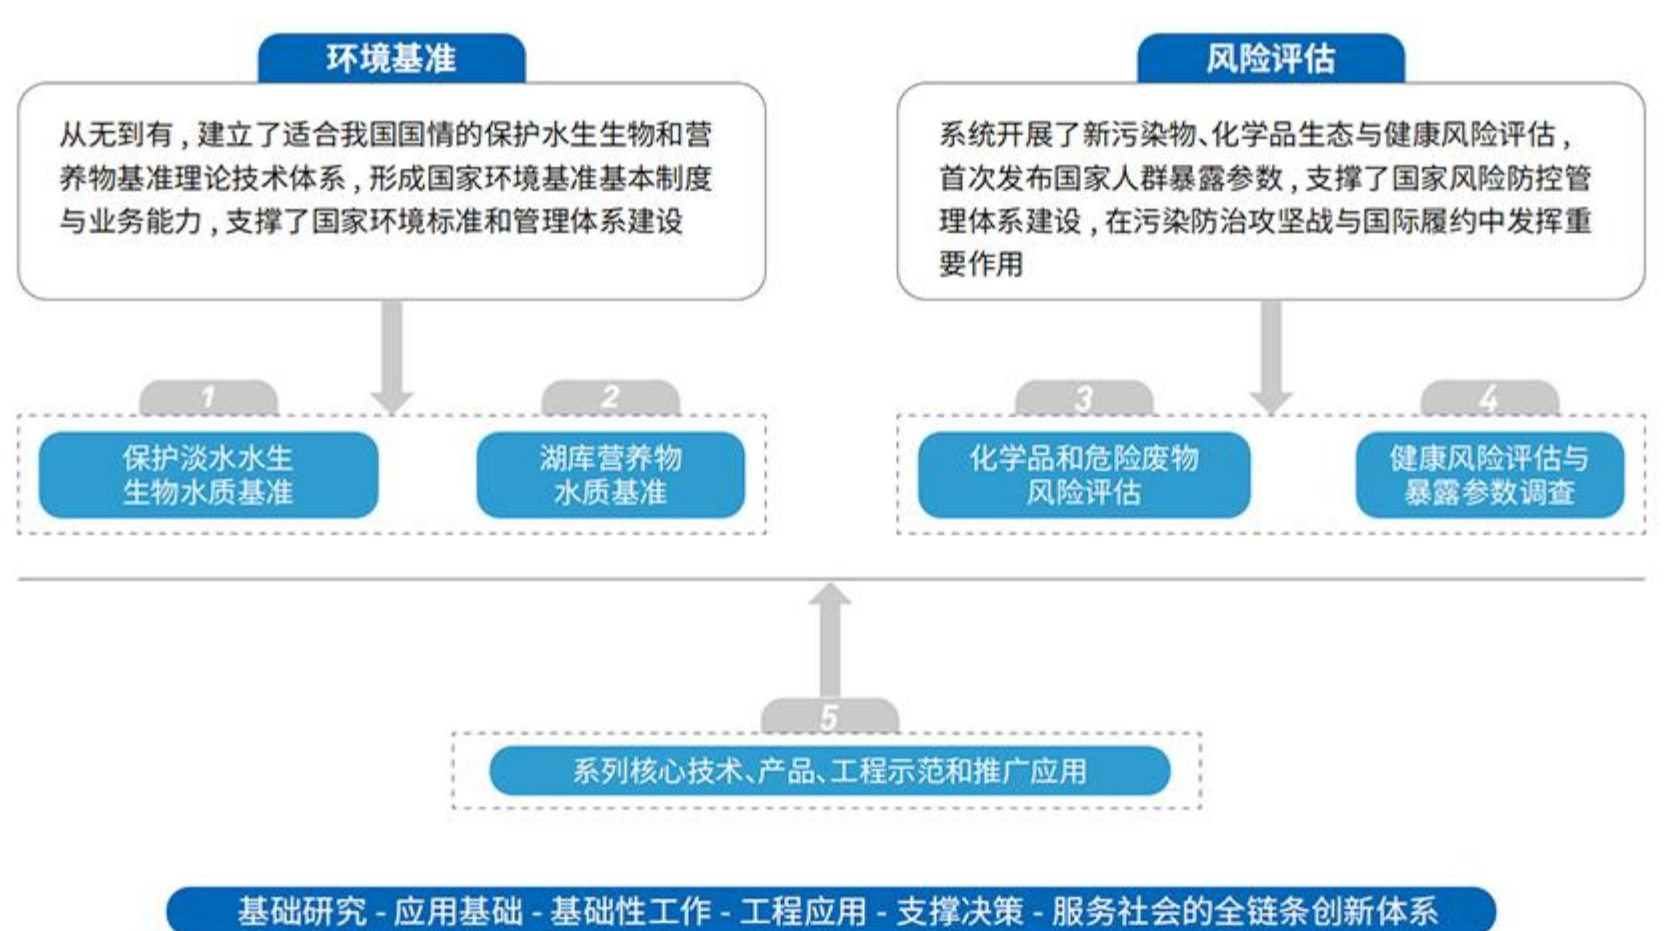 环境基准
从无到有，建立了适合我国国情的保护水生生物和营
养物基准理论技术体系，形成国家环境基准基本制度
与业务能力，支撑了国家环境标准和管理体系建设
风险评估
系统开展了新污染物、化学品生态与健康风险评估，
首次发布国家人群暴露参数，支撑了国家风险防控管
理体系建设，在污染防治攻坚战与国际履约中发挥重
要作用
1
保护淡水水生
生物水质基准
2
湖库营养物
水质基准
3
化学品和危险废物
风险评估
4
健康风险评估与
暴露参数调查
5
系列核心技术、产品、工程示范和推广应用
基础研究 - 应用基础 - 基础性工作 - 工程应用 - 支撑决策 - 服务社会的全链条创新体系